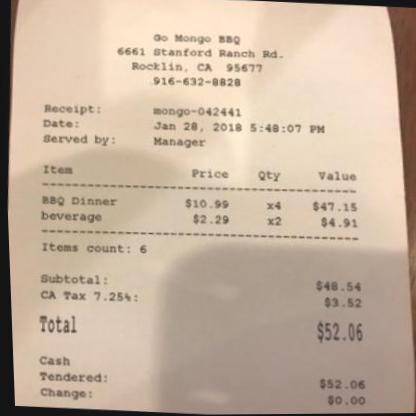 Go Mongo BBQ
6661 Stanford Ranch Rd.
Rocklin, CA 95677
916-632-8828
Receipt: mongo-042441
Date: Jan 28, 2018 5:48:07 PM
Served by: Manager
Item Price Qty Value
BBQ Dinner $10.99 x4 $47.15
beverage $2.29 x2 $4.91
Items count: 6
Subtotal: $48.54
CA Tax 7.25%: $3.52
Total $52.06
Cash
Tendered: $52.06
Change: $0.00